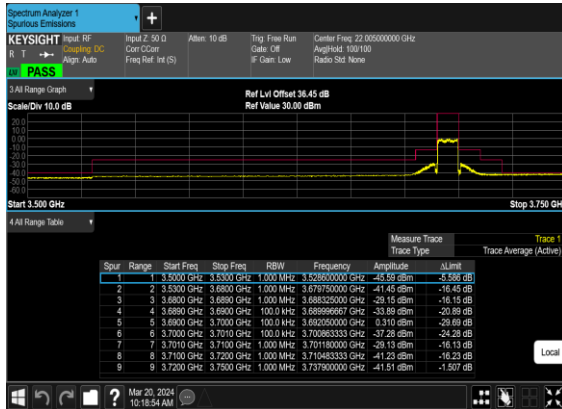 Spectrum Analyzer 1
Spurious Emissions
KEYSIGHT Input: RF Input Z: 50 Ω Atten: 10 dB Trig: Free Run Center Freq: 22.005000000 GHz
R T Coupling: DC Corr CCorr Gate: Off Avg|Hold: 100/100
Align: Auto Freq Ref: Int (S) IF Gain: Low Radio Std: None
LU PASS
3 All Range Graph
Ref Lvl Offset 36.45 dB
Scale/Div 10.0 dB Ref Value 30.00 dBm
20.0
10.0
0.00
-10.0
-20.0
-30.0
-40.0
-50.0
-60.0
Start 3.500 GHz Stop 3.750 GH
4 All Range Table
Measure Trace Trace 1
Trace Type Trace Average (Active)
Spur Range Start Freq Stop Freq RBW Frequency Amplitude ΔLimit
1 1 3.5000 GHz 3.5300 GHz 1.000 MHz 3.528600000 GHz -45.59 dBm -5.586 dB
2 2 3.5300 GHz 3.6800 GHz 1.000 MHz 3.679750000 GHz -41.45 dBm -16.45 dB
3 3 3.6800 GHz 3.6890 GHz 1.000 MHz 3.688325000 GHz -29.15 dBm -16.15 dB
4 4 3.6890 GHz 3.6900 GHz 100.0 kHz 3.689996667 GHz -33.89 dBm -20.89 dB
5 5 3.6900 GHz 3.7000 GHz 100.0 kHz 3.692050000 GHz 0.310 dBm -29.69 dB
6 6 3.7000 GHz 3.7010 GHz 100.0 kHz 3.700863333 GHz -37.28 dBm -24.28 dB
7 7 3.7010 GHz 3.7100 GHz 1.000 MHz 3.701180000 GHz -29.13 dBm -16.13 dB
8 8 3.7100 GHz 3.7200 GHz 1.000 MHz 3.710483333 GHz -41.23 dBm -16.23 dB
9 9 3.7200 GHz 3.7500 GHz 1.000 MHz 3.737900000 GHz -41.51 dBm -1.507 dB
Local
Mar 20, 2024
10:18:54 AM